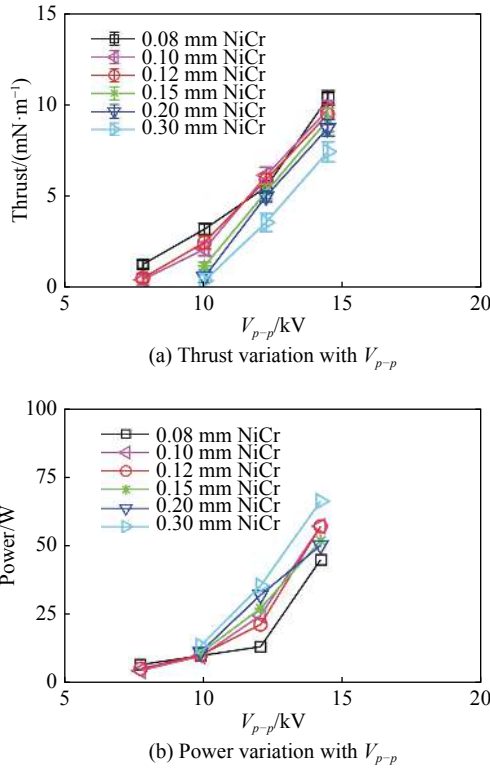 15
10
5
0
Thrust/(mN·m⁻¹)
0.08 mm NiCr
0.10 mm NiCr
0.12 mm NiCr
0.15 mm NiCr
0.20 mm NiCr
0.30 mm NiCr
5 10 15 20
V_{p−p}/kV
(a) Thrust variation with V_{p−p}
100
75
50
25
0
Power/W
0.08 mm NiCr
0.10 mm NiCr
0.12 mm NiCr
0.15 mm NiCr
0.20 mm NiCr
0.30 mm NiCr
5 10 15 20
V_{p−p}/kV
(b) Power variation with V_{p−p}